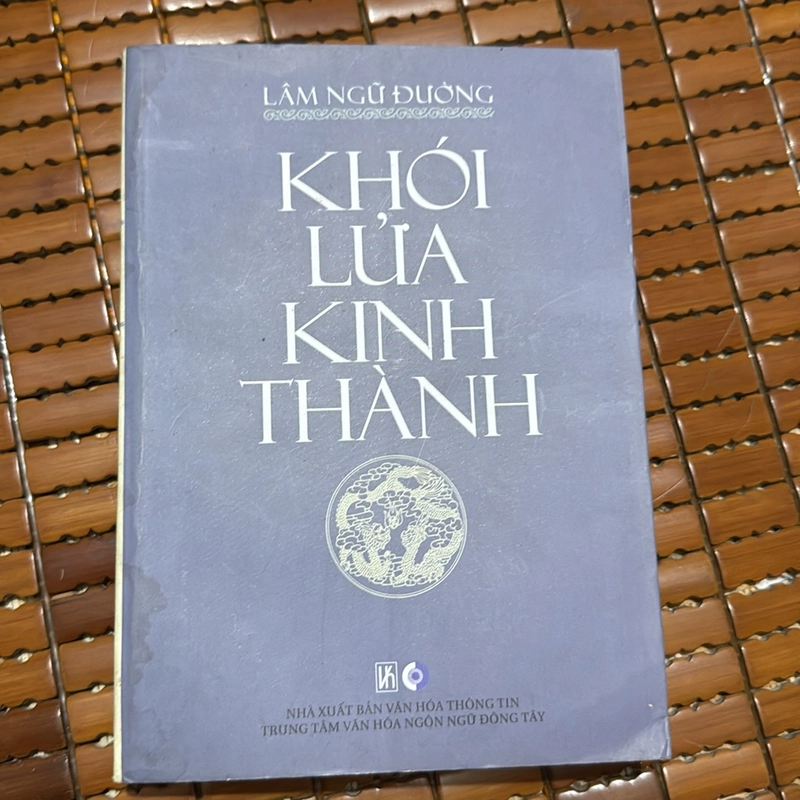 LÂM NGỮ ĐƯỜNG
KHÓI
LỬA
KINH
THÀNH
NHÀ XUẤT BẢN VĂN HÓA THÔNG TIN
TRUNG TÂM VĂN HÓA NGÔN NGỮ ĐÔNG TÂY